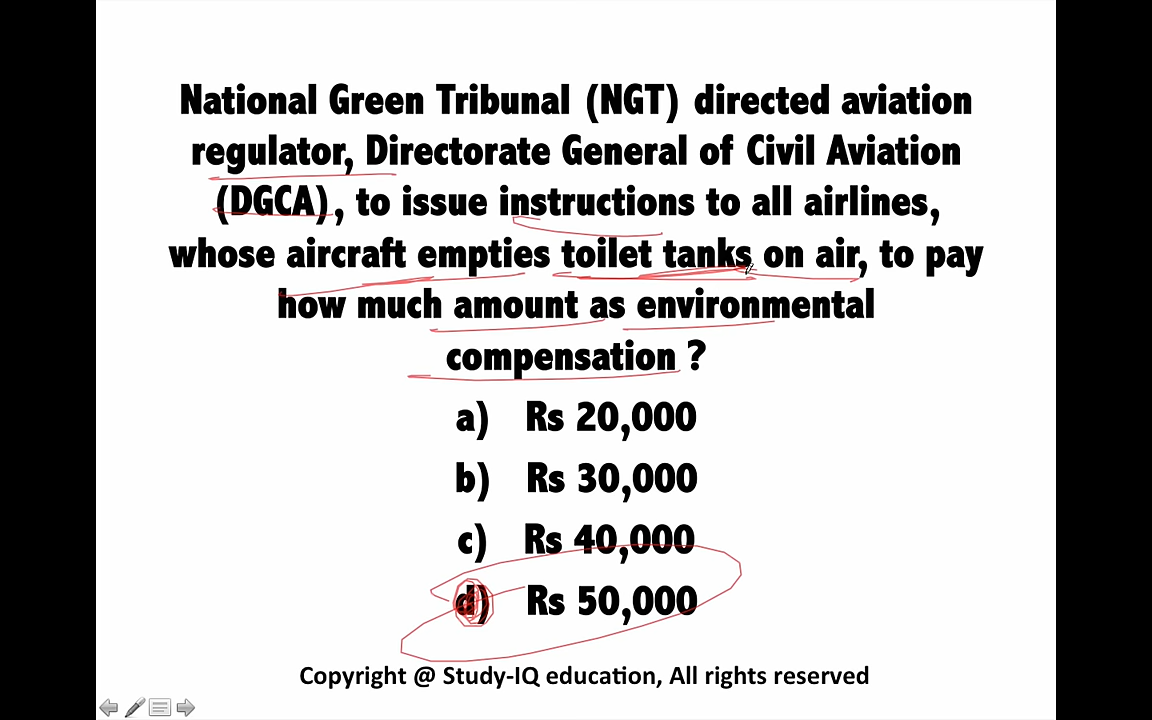 National Green Tribunal (NGT) directed aviation
regulator, Directorate General of Civil Aviation
(DGCA), to issue instructions to all airlines,
whose aircraft empties toilet tanks on air, to pay
how much amount as environmental
compensation ?
a) Rs 20,000
b) Rs 30,000
c) Rs 40,000
d) Rs 50,000
Copyright @ Study-IQ education, All rights reserved